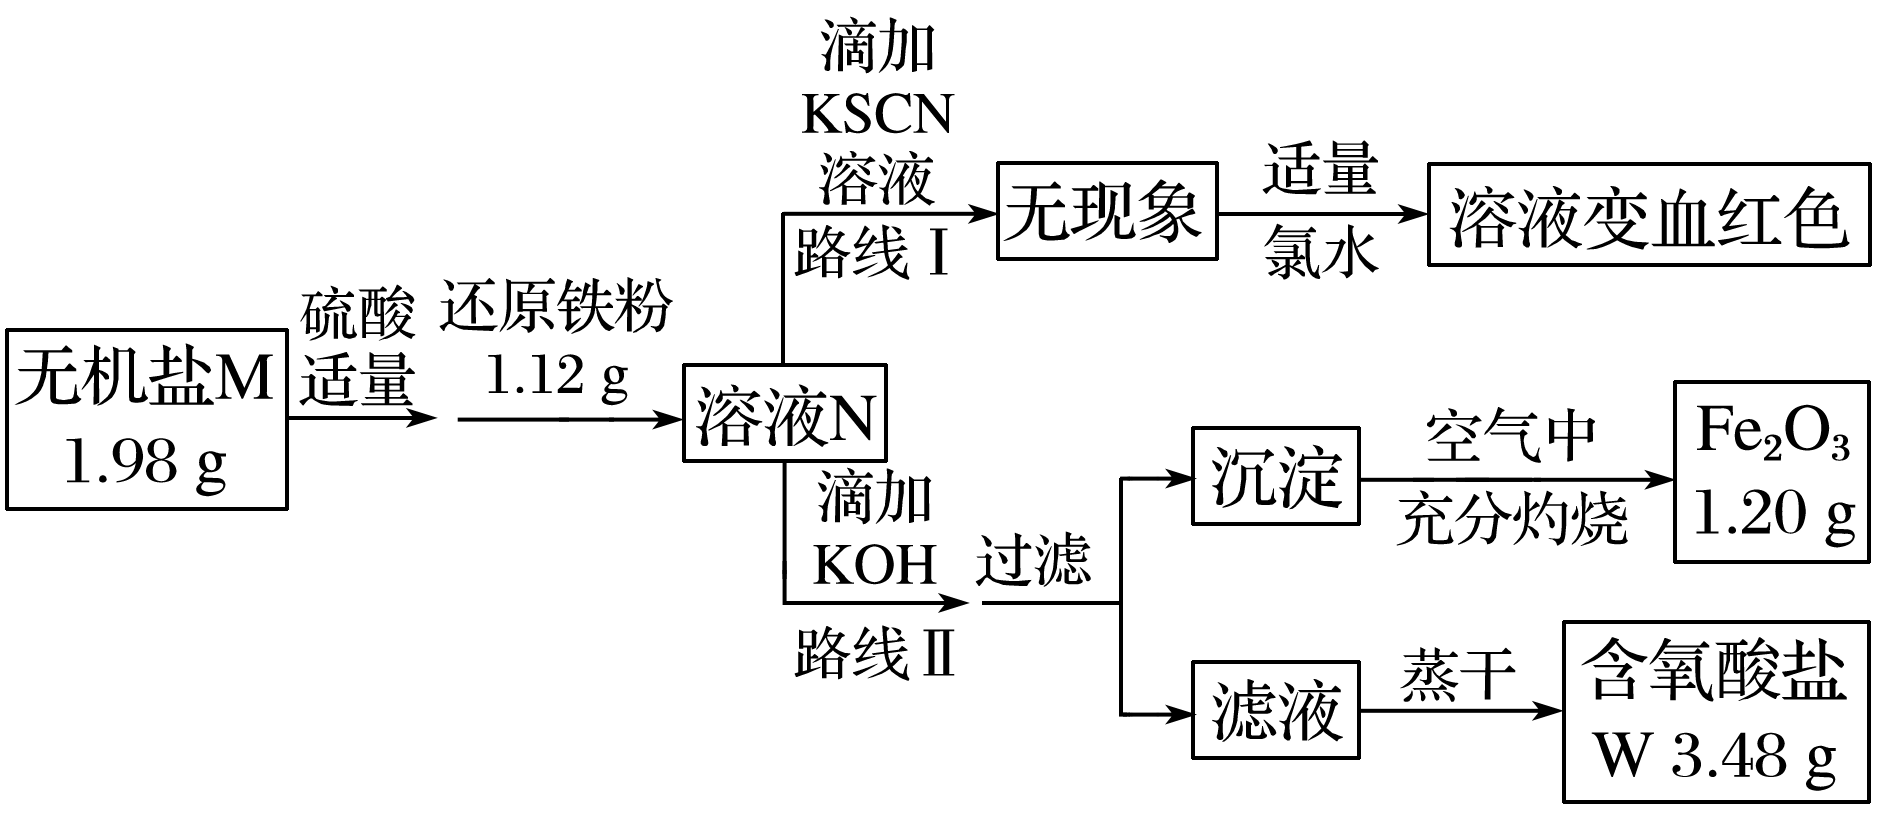 无机盐M
1.98 g
硫酸
适量
还原铁粉
1.12 g
溶液N
滴加
KSCN
溶液
路线Ⅰ
无现象
适量
氯水
溶液变血红色
滴加
KOH
路线Ⅱ
过滤
沉淀
空气中
充分灼烧
Fe₂O₃
1.20 g
滤液
蒸干
含氧酸盐
W 3.48 g